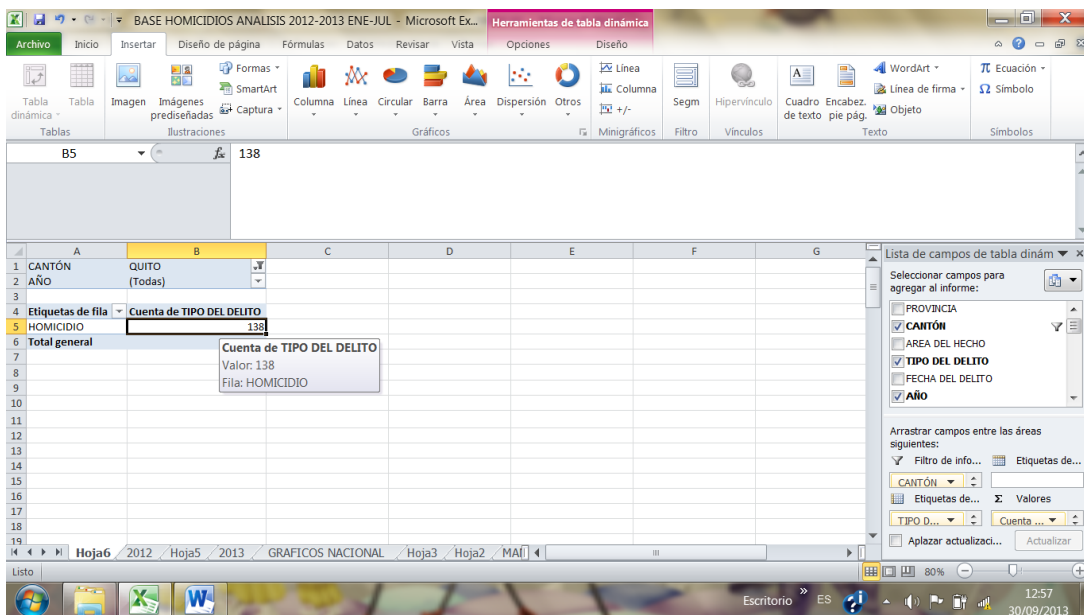 BASE HOMICIDIOS ANALISIS 2012-2013 ENE-JUL - Microsoft Ex... Herramientas de tabla dinámica
Archivo Inicio Insertar Diseño de página Fórmulas Datos Revisar Vista Opciones Diseño
Tabla dinámica
Tabla
Tablas
Imagen
Imágenes prediseñadas
Formas
SmartArt
Captura
Ilustraciones
Columna Línea Circular Barra Área Dispersión Otros
Gráficos
Línea
Columna
+/-
Minigráficos
Segm
Filtro
Hipervínculo
Vínculos
Cuadro de texto
Encabez. pie pág.
WordArt
Línea de firma
Objeto
Texto
π Ecuación
Ω Símbolo
Símbolos
B5 fx 138
A B C D E F G
1 CANTÓN QUITO
2 AÑO (Todas)
3
4 Etiquetas de fila Cuenta de TIPO DEL DELITO
5 HOMICIDIO 138
6 Total general
7
8
9
10
11
12
13
14
15
16
17
18
19
Cuenta de TIPO DEL DELITO
Valor: 138
Fila: HOMICIDIO
Lista de campos de tabla dinám
Seleccionar campos para
agregar al informe:
PROVINCIA
CANTÓN
AREA DEL HECHO
TIPO DEL DELITO
FECHA DEL DELITO
AÑO
Arrastrar campos entre las áreas
siguientes:
Filtro de info... Etiquetas de...
CANTÓN
Etiquetas de... Σ Valores
TIPO D... Cuenta ...
Aplazar actualizaci... Actualizar
Hoja6 2012 Hoja5 2013 GRAFICOS NACIONAL Hoja3 Hoja2
Listo 80%
Escritorio » ES 12:57
30/09/2013